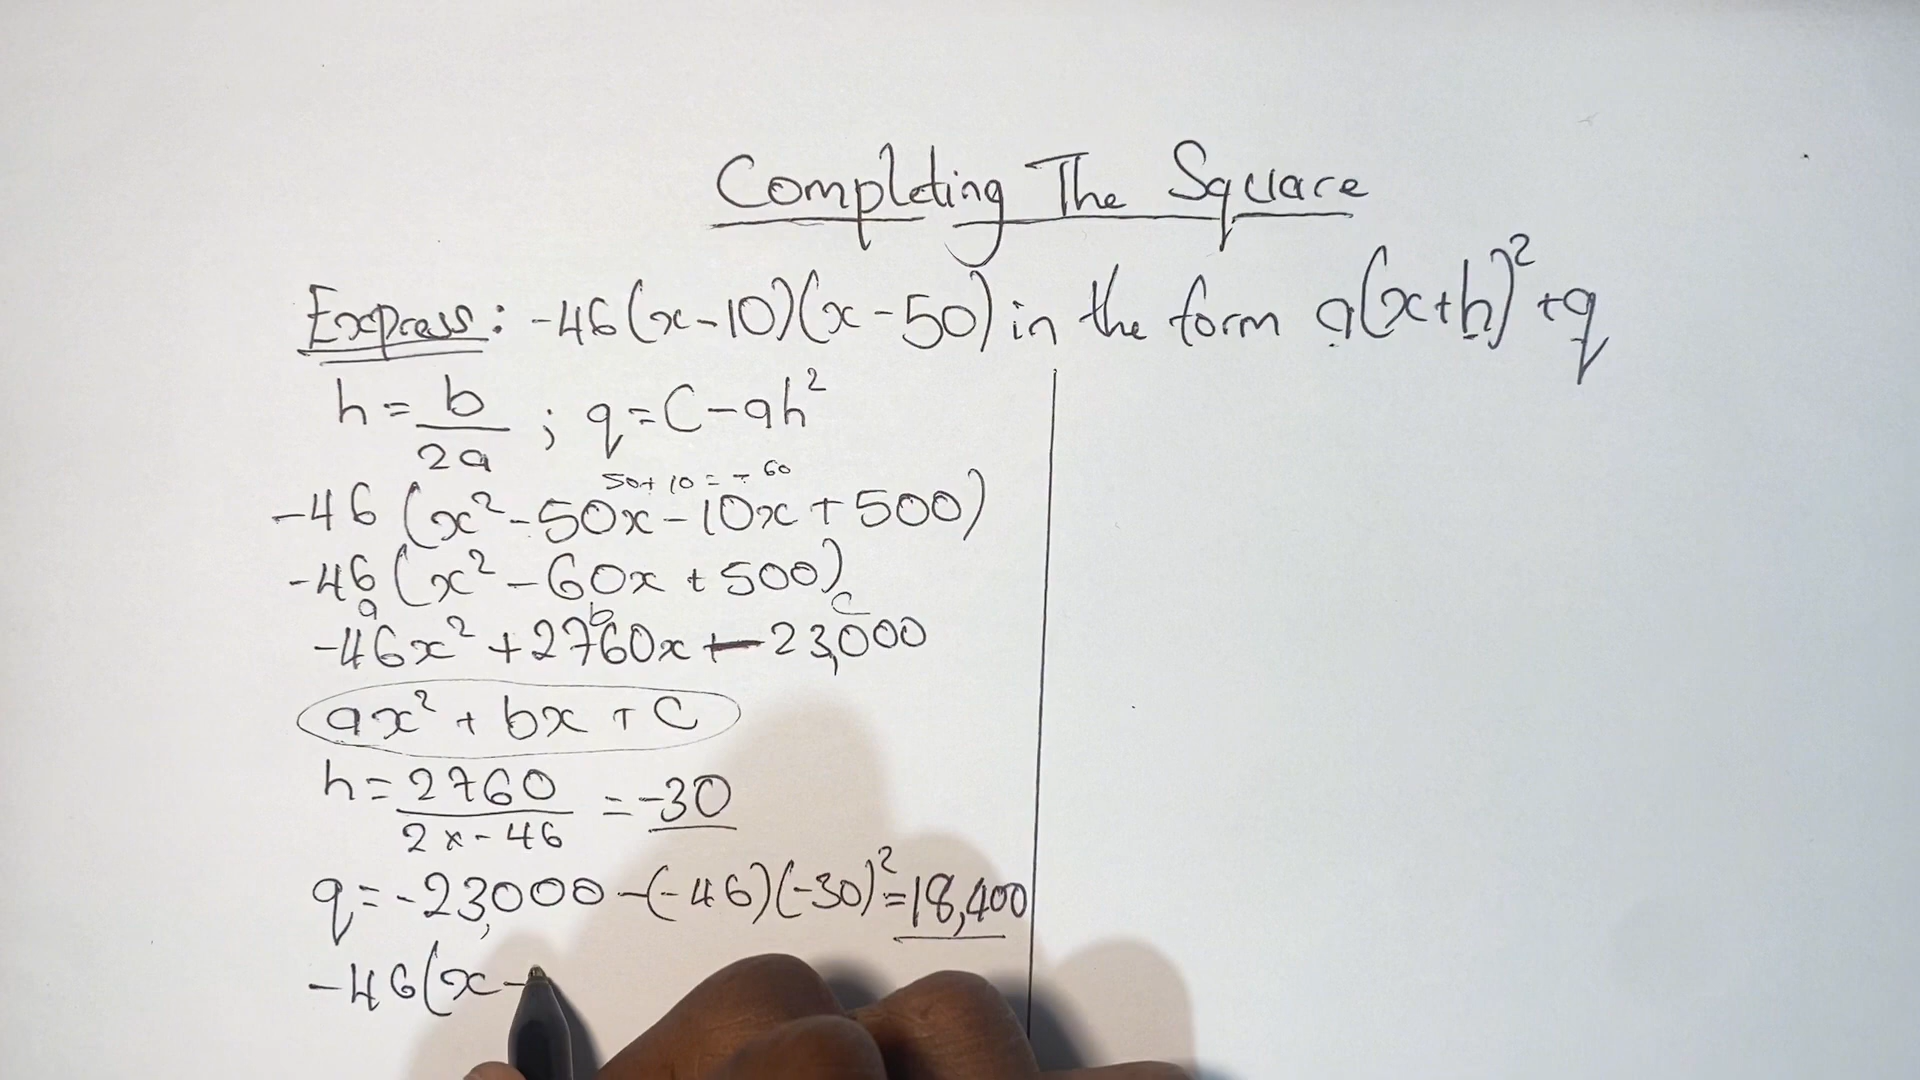 Completing The Square
Express: -46(x-10)(x-50) in the form a(x+h)²+q
h = b/2a ; q = C-ah²
50+ 10 = - 60
-46 (x²-50x-10x+500)
-46 (x²-60x+500)
a b c
-46x²+2760x+-23,000
ax²+bx+C
h = 2760/2x-46 = -30
q = -23,000-(-46)(-30)² = 18,400
-46(x-